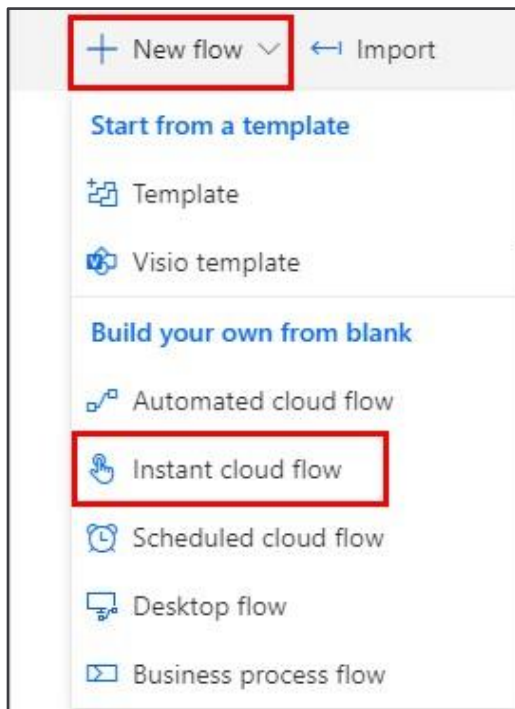 New flow Import
Start from a template
Template
Visio template
Build your own from blank
Automated cloud flow
Instant cloud flow
Scheduled cloud flow
Desktop flow
Business process flow